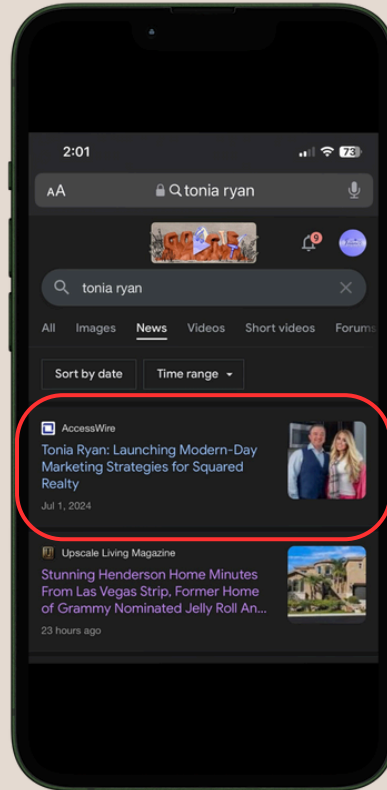 2:01
73
AA
tonia ryan
9
tonia ryan
All Images News Videos Short videos Forums
Sort by date Time range
AccessWire
Tonia Ryan: Launching Modern-Day
Marketing Strategies for Squared
Realty
Jul 1, 2024
Upscale Living Magazine
Stunning Henderson Home Minutes
From Las Vegas Strip, Former Home
of Grammy Nominated Jelly Roll An...
23 hours ago